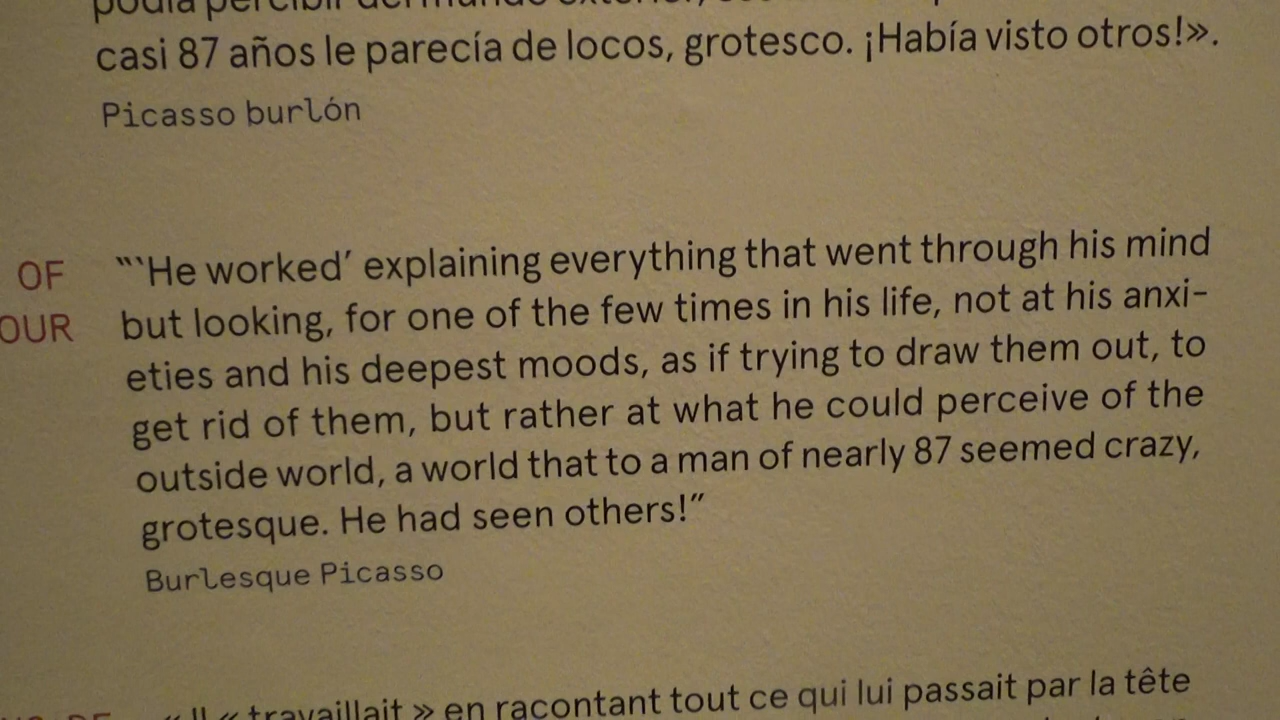 casi 87 años le parecía de locos, grotesco. ¡Había visto otros!».
Picasso burlón
OF
OUR
“‘He worked’ explaining everything that went through his mind
but looking, for one of the few times in his life, not at his anxi-
eties and his deepest moods, as if trying to draw them out, to
get rid of them, but rather at what he could perceive of the
outside world, a world that to a man of nearly 87 seemed crazy,
grotesque. He had seen others!”
Burlesque Picasso
« Il « travaillait » en racontant tout ce qui lui passait par la tête